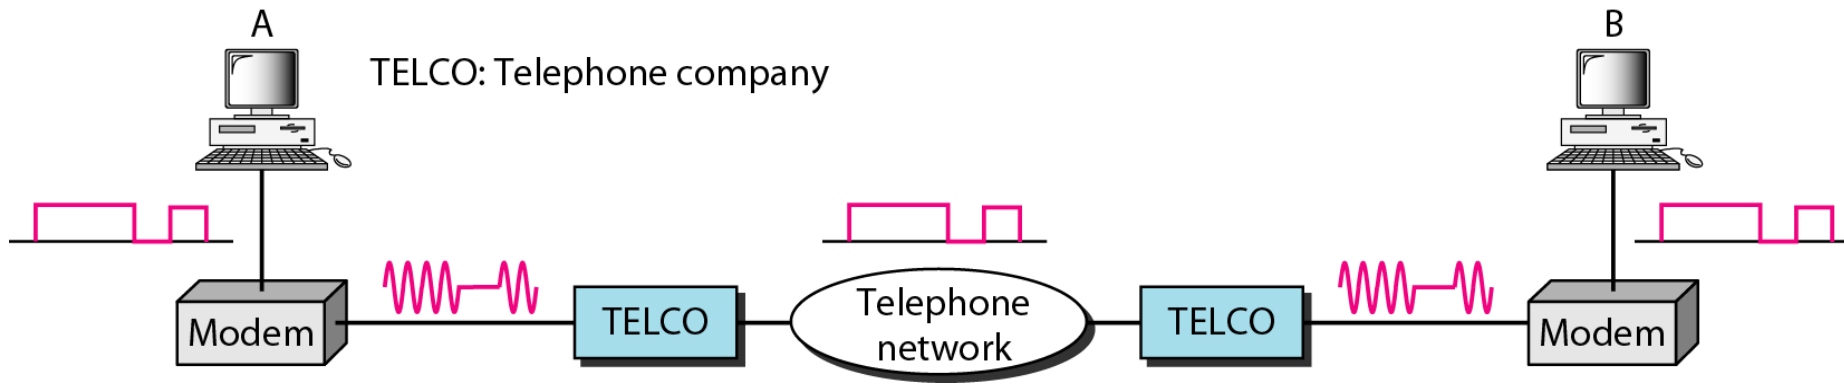 A
B
TELCO: Telephone company
Modem
TELCO
Telephone
network
TELCO
Modem